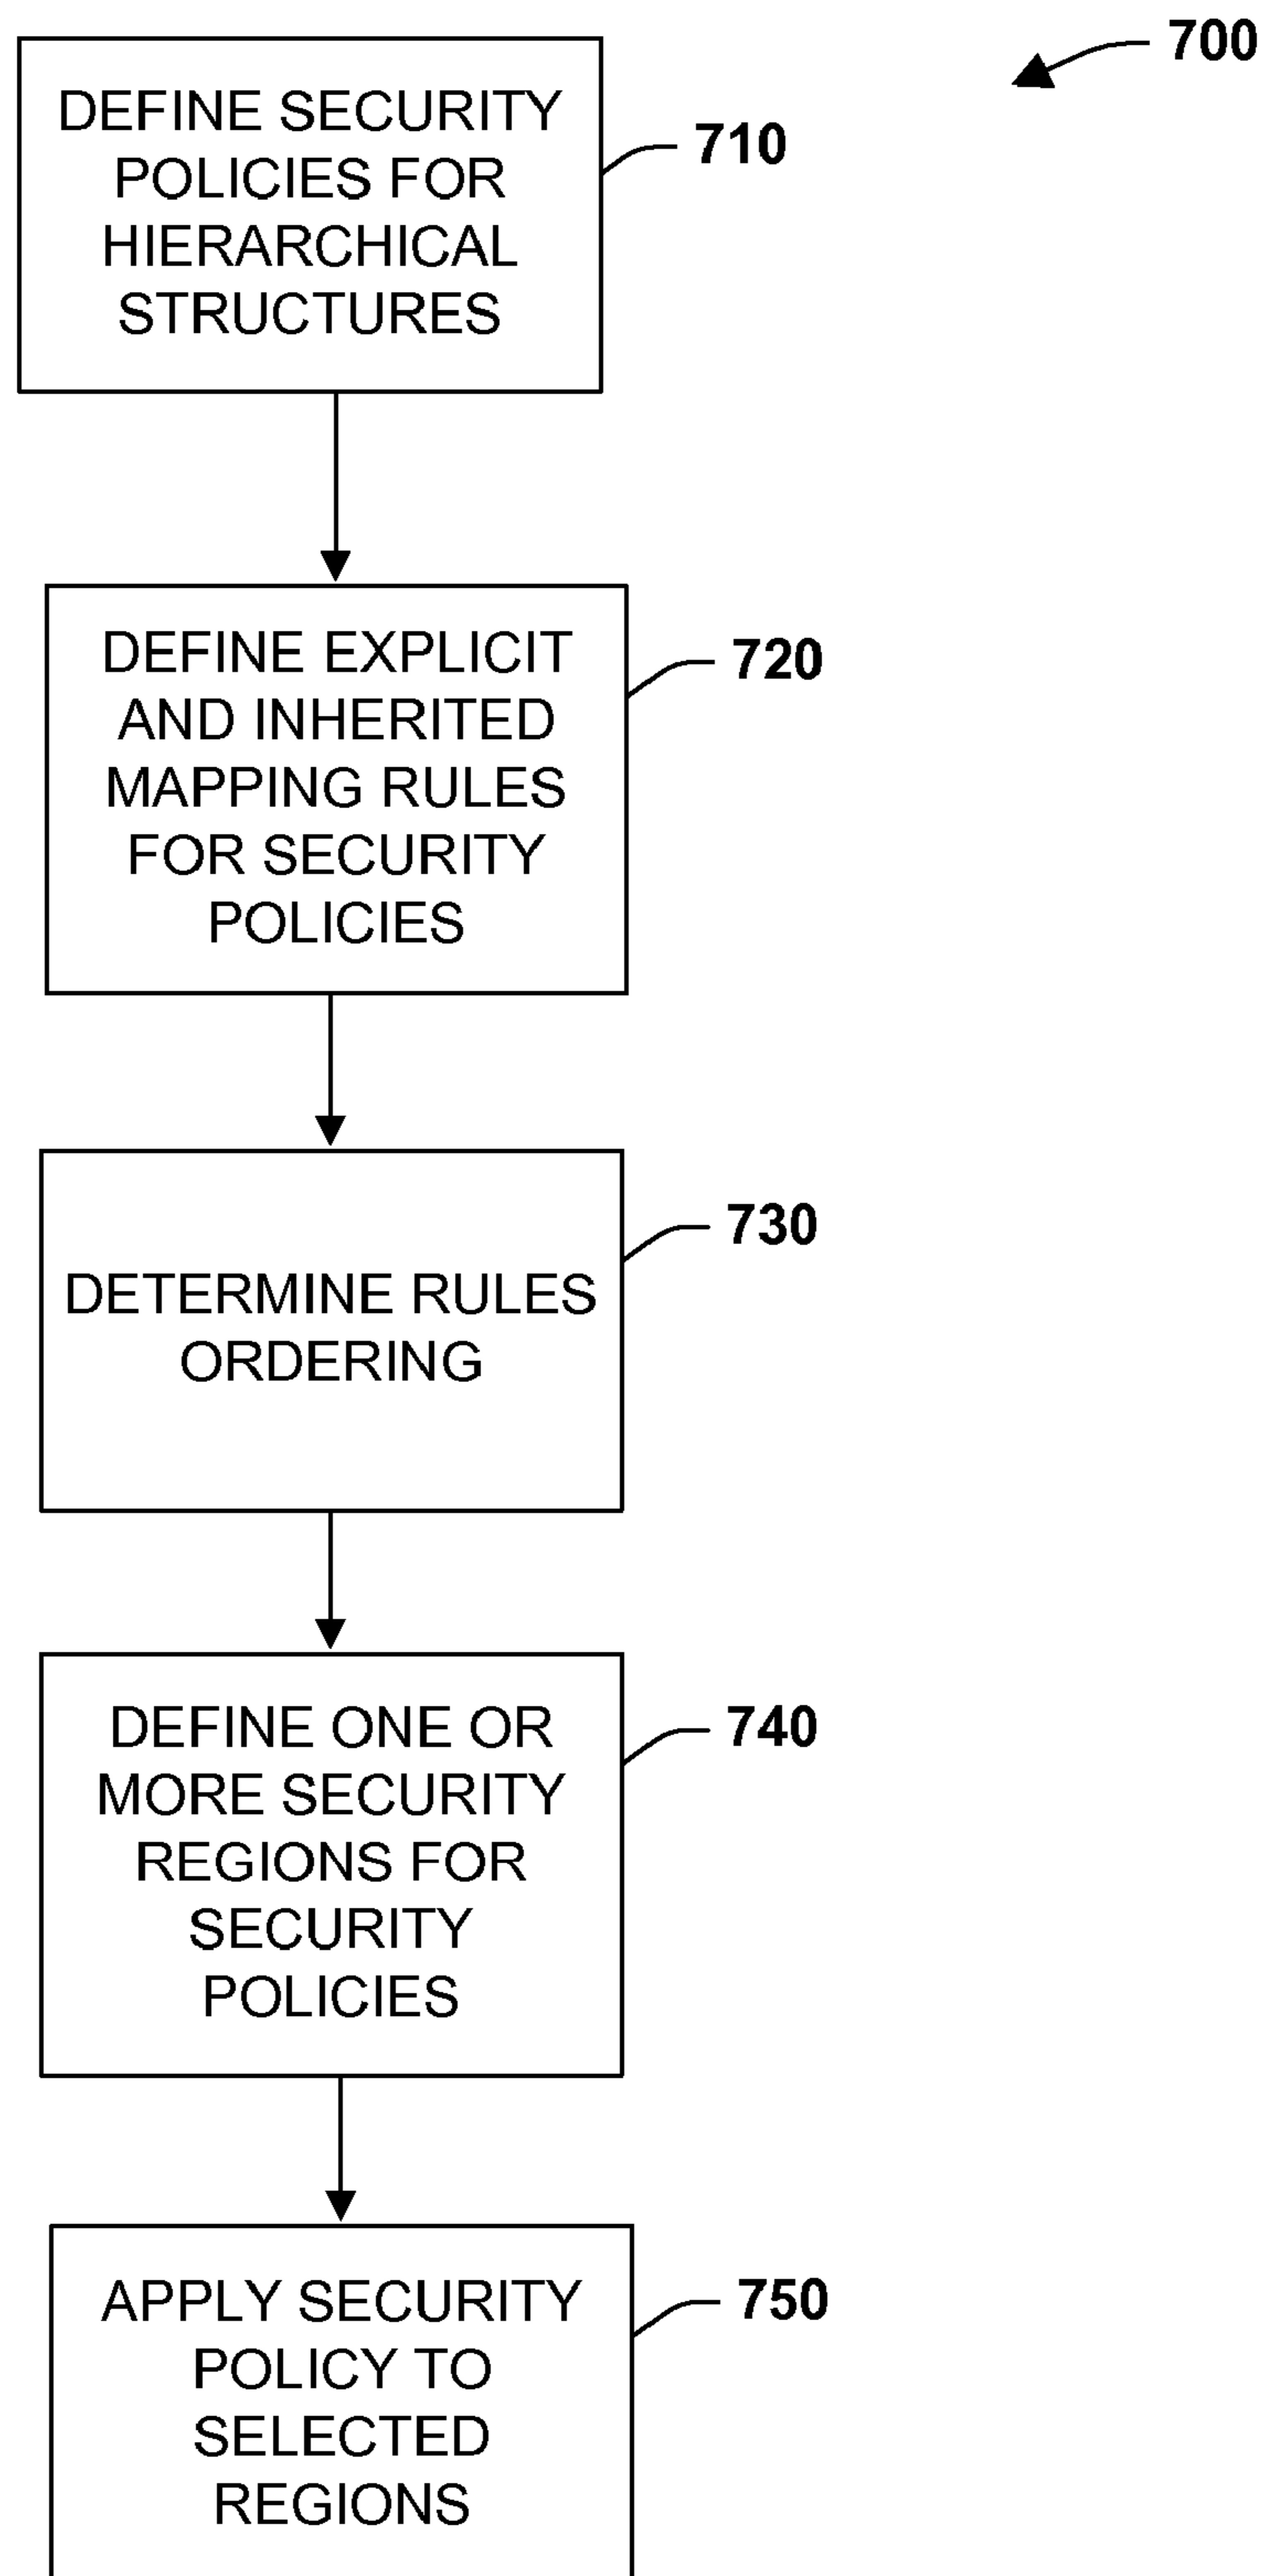 700
DEFINE SECURITY
POLICIES FOR
HIERARCHICAL
STRUCTURES
710
DEFINE EXPLICIT
AND INHERITED
MAPPING RULES
FOR SECURITY
POLICIES
720
DETERMINE RULES
ORDERING
730
DEFINE ONE OR
MORE SECURITY
REGIONS FOR
SECURITY
POLICIES
740
APPLY SECURITY
POLICY TO
SELECTED
REGIONS
750